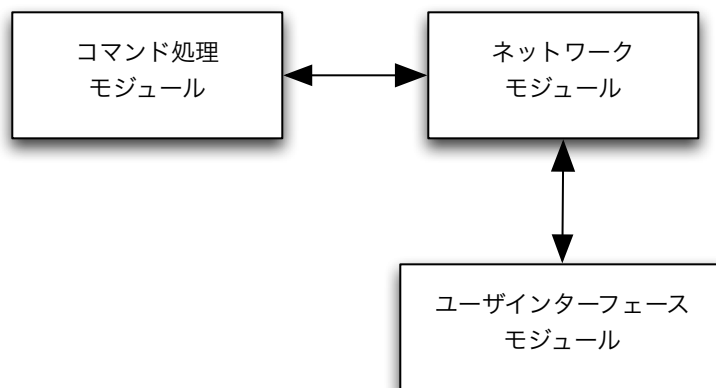 コマンド処理
モジュール
ネットワーク
モジュール
ユーザインターフェース
モジュール